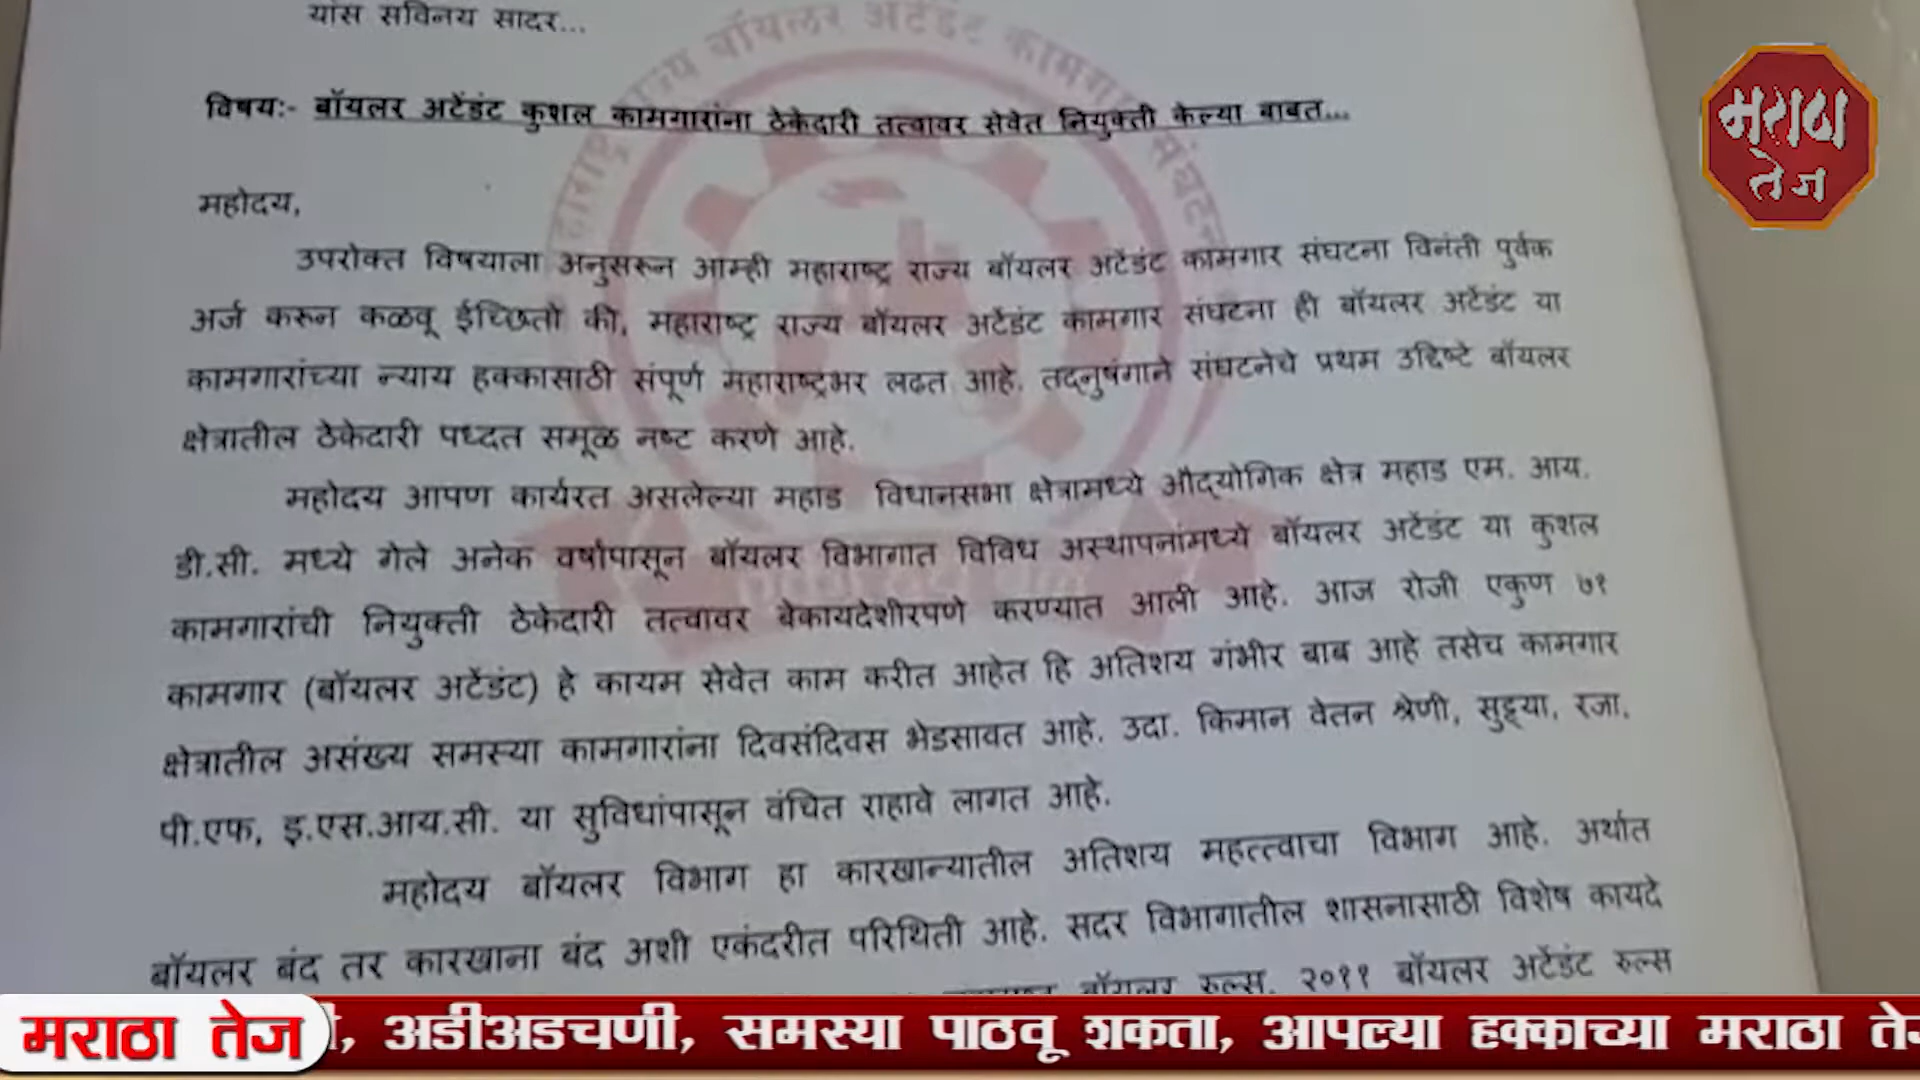 यांस सविनय सादर...
विषयः- बॉयलर अटेंडंट कुशल कामगारांना ठेकेदारी तत्वावर सेवेत नियुक्ती केल्या बाबत...
महोदय,
उपरोक्त विषयाला अनुसरून आम्ही महाराष्ट्र राज्य बॉयलर अटेंडंट कामगार संघटना विनंती पुर्वक
अर्ज करून कळवू ईच्छितो की, महाराष्ट्र राज्य बॉयलर अटेंडंट कामगार संघटना ही बॉयलर अटेंडंट या
कामगारांच्या न्याय हक्कासाठी संपूर्ण महाराष्ट्रभर लढत आहे. तद्नुषंगाने संघटनेचे प्रथम उद्दिष्टे बॉयलर
क्षेत्रातील ठेकेदारी पध्दत समूळ नष्ट करणे आहे.
महोदय आपण कार्यरत असलेल्या महाड विधानसभा क्षेत्रामध्ये औद्योगिक क्षेत्र महाड एम. आय.
डी.सी. मध्ये गेले अनेक वर्षांपासून बॉयलर विभागात विविध अस्थापनांमध्ये बॉयलर अटेंडंट या कुशल
कामगारांची नियुक्ती ठेकेदारी तत्वावर बेकायदेशीरपणे करण्यात आली आहे. आज रोजी एकुण ७१
कामगार (बॉयलर अटेंडंट) हे कायम सेवेत काम करीत आहेत हि अतिशय गंभीर बाब आहे तसेच कामगार
क्षेत्रातील असंख्य समस्या कामगारांना दिवसंदिवस भेडसावत आहे. उदा. किमान वेतन श्रेणी, सुट्ट्या, रजा,
पी.एफ, इ.एस.आय.सी. या सुविधांपासून वंचित राहावे लागत आहे.
महोदय बॉयलर विभाग हा कारखान्यातील अतिशय महत्त्वाचा विभाग आहे. अर्थात
बॉयलर बंद तर कारखाना बंद अशी एकंदरीत परिथिती आहे. सदर विभागातील शासनासाठी विशेष कायदे
बॉयलर रुल्स. २०११ बॉयलर अटेंडंट रुल्स
मराठा
तेज
मराठा तेज
, अडीअडचणी, समस्या पाठवू शकता, आपल्या हक्काच्या मराठा